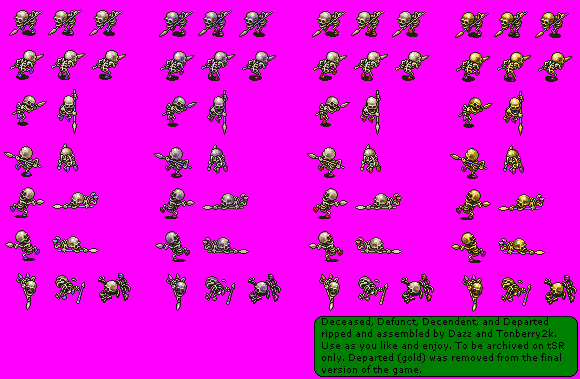 Deceased, Defunct, Decendent, and Departed
ripped and assembled by Dazz and Tonberry2k.
Use as you like and enjoy. To be archived on tSR
only. Departed (gold) was removed from the final
version of the game.